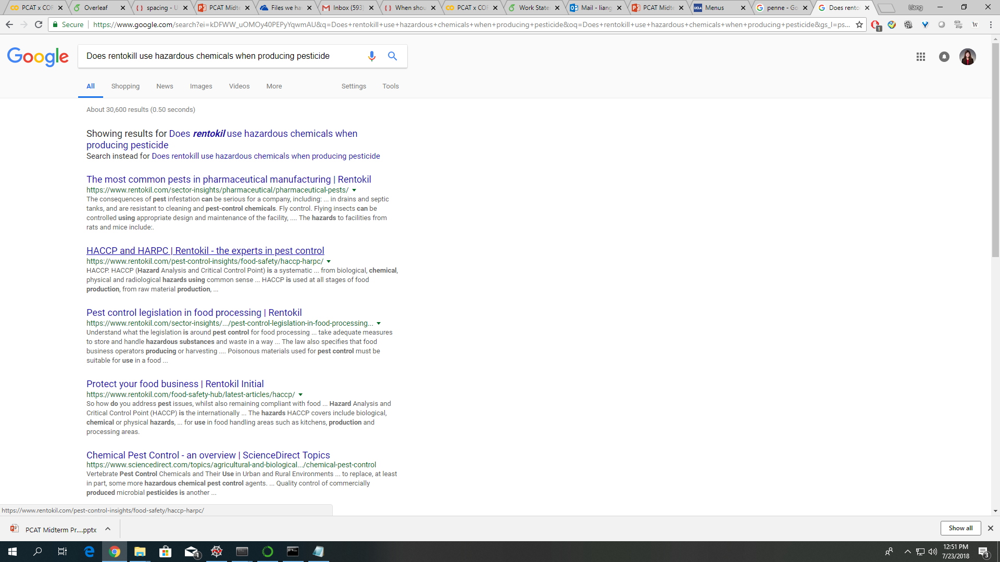 PCAT x COF
Overleaf
spacing - U
PCAT Midte
Files we ha
Inbox (593)
When shou
PCAT x COF
Work State
Mail - liang
PCAT Midte
UCLA Menus
penne - Go
Does rento
Liang
Secure https://www.google.com/search?ei=kDFWW_uOMOy40PEPyYqwmAU&q=Does+rentokill+use+hazardous+chemicals+when+producing+pesticide&oq=Does+rentokill+use+hazardous+chemicals+when+producing+pesticide&gs_l=ps...
1
Git Zip
W
Google
Does rentokill use hazardous chemicals when producing pesticide
All Shopping News Images Videos More Settings Tools
About 30,600 results (0.50 seconds)
Showing results for Does rentokil use hazardous chemicals when
producing pesticide
Search instead for Does rentokill use hazardous chemicals when producing pesticide
The most common pests in pharmaceutical manufacturing | Rentokil
https://www.rentokil.com/sector-insights/pharmaceutical/pharmaceutical-pests/
The consequences of pest infestation can be serious for a company, including: ... in drains and septic
tanks, and are resistant to cleaning and pest-control chemicals. Fly control. Flying insects can be
controlled using appropriate design and maintenance of the facility, .... The hazards to facilities from
rats and mice include:.
HACCP and HARPC | Rentokil - the experts in pest control
https://www.rentokil.com/pest-control-insights/food-safety/haccp-harpc/
HACCP. HACCP (Hazard Analysis and Critical Control Point) is a systematic ... from biological, chemical,
physical and radiological hazards using common sense ... HACCP is used at all stages of food
production, from raw material production, ...
Pest control legislation in food processing | Rentokil
https://www.rentokil.com/sector-insights/.../pest-control-legislation-in-food-processing...
Understand what the legislation is around pest control for food processing ... take adequate measures
to store and handle hazardous substances and waste in a way ... The law also specifies that food
business operators producing or harvesting .... Poisonous materials used for pest control must be
suitable for use in a food ...
Protect your food business | Rentokil Initial
https://www.rentokil.com/food-safety-hub/latest-articles/haccp/
So how do you address pest issues, whilst also remaining compliant with food ... Hazard Analysis and
Critical Control Point (HACCP) is the internationally ... The hazards HACCP covers include biological,
chemical or physical hazards, ... for use in food handling areas such as kitchens, production and
processing areas.
Chemical Pest Control - an overview | ScienceDirect Topics
https://www.sciencedirect.com/topics/agricultural-and-biological.../chemical-pest-control
Vertebrate Pest Control Chemicals and Their Use in Urban and Rural Environments ... to replace, at least
in part, some more hazardous chemical pest control agents. ... Quality control of commercially
produced microbial pesticides is another ...
https://www.rentokil.com/pest-control-insights/food-safety/haccp-harpc/
PCAT Midterm Pr....pptx
Show all
1
12:51 PM
7/23/2018
3